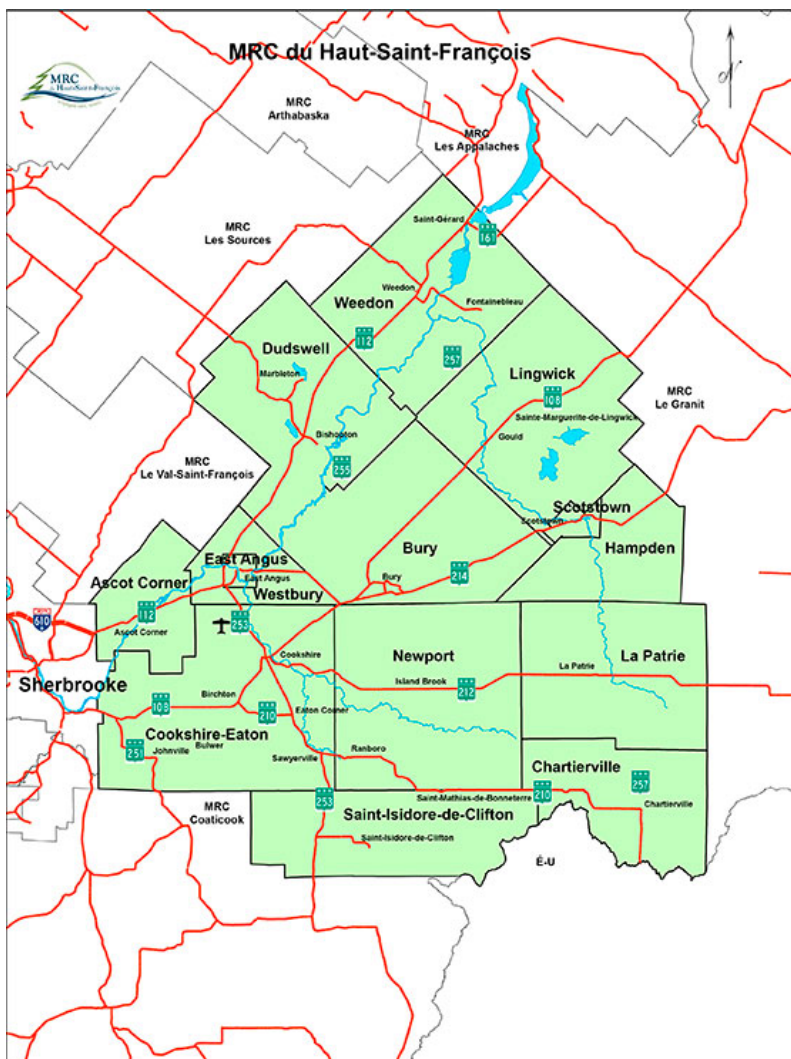 MRC du Haut-Saint-François
MRC
DU HAUT-SAINT-FRANÇOIS
MRC
Arthabaska
MRC
Les Appalaches
Saint-Gérard
161
MRC
Les Sources
Weedon
Weedon
Fontainebleau
112
257
Dudswell
Marbleton
Lingwick
108
MRC
Le Granit
Sainte-Marguerite-de-Lingwick
Gould
Bishopton
255
MRC
Le Val-Saint-François
Scotstown
Scotstown
Bury
Hampden
East Angus
East Angus
Bury
214
Ascot Corner
Westbury
112
610
253
Ascot Corner
Cookshire
Newport
La Patrie
La Patrie
Sherbrooke
Island Brook
212
Birchton
108
210
Eaton Corner
Cookshire-Eaton
251
Johnville
Bulwer
Sawyerville
Ranboro
Chartierville
257
210
MRC
Coaticook
253
Saint-Mathias-de-Bonneterre
Chartierville
Saint-Isidore-de-Clifton
Saint-Isidore-de-Clifton
É-U